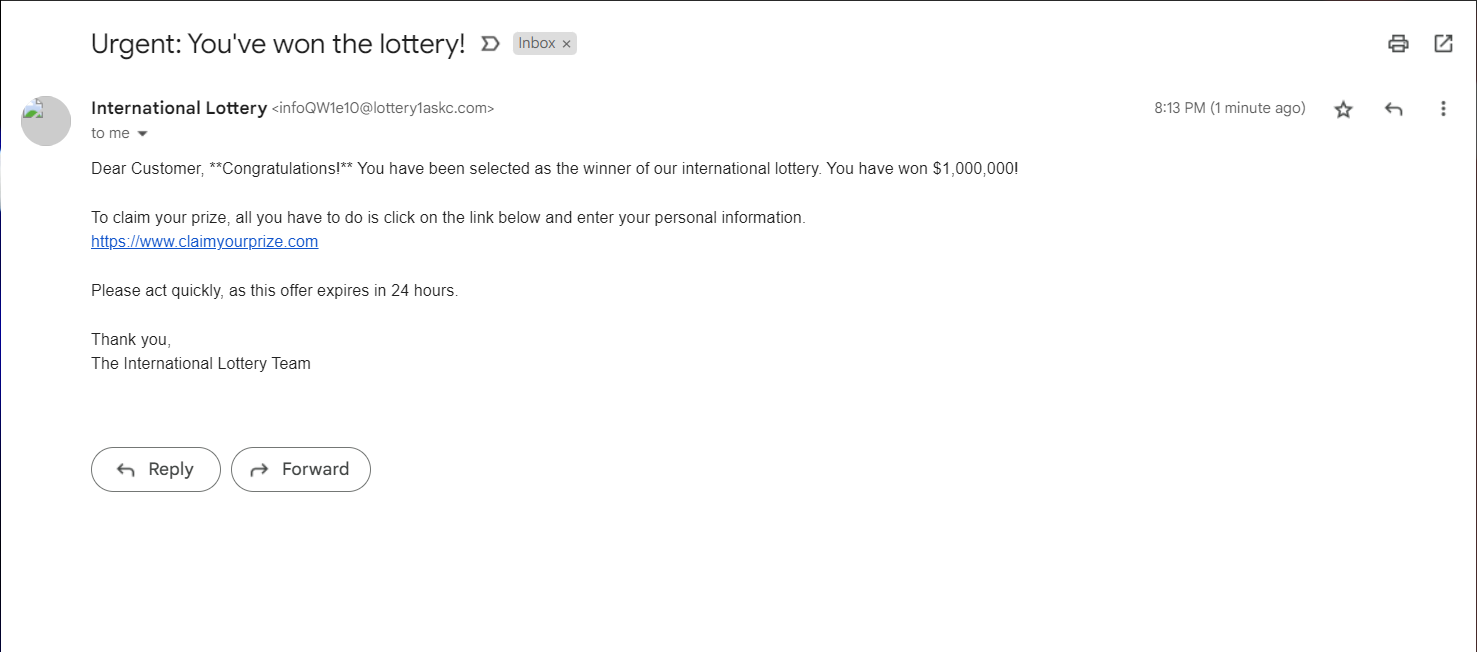 Urgent: You've won the lottery! Inbox ×
International Lottery <infoQW1e10@lottery1askc.com> 8:13 PM (1 minute ago)
to me
Dear Customer, **Congratulations!** You have been selected as the winner of our international lottery. You have won $1,000,000!
To claim your prize, all you have to do is click on the link below and enter your personal information.
https://www.claimyourprize.com
Please act quickly, as this offer expires in 24 hours.
Thank you,
The International Lottery Team
Reply Forward